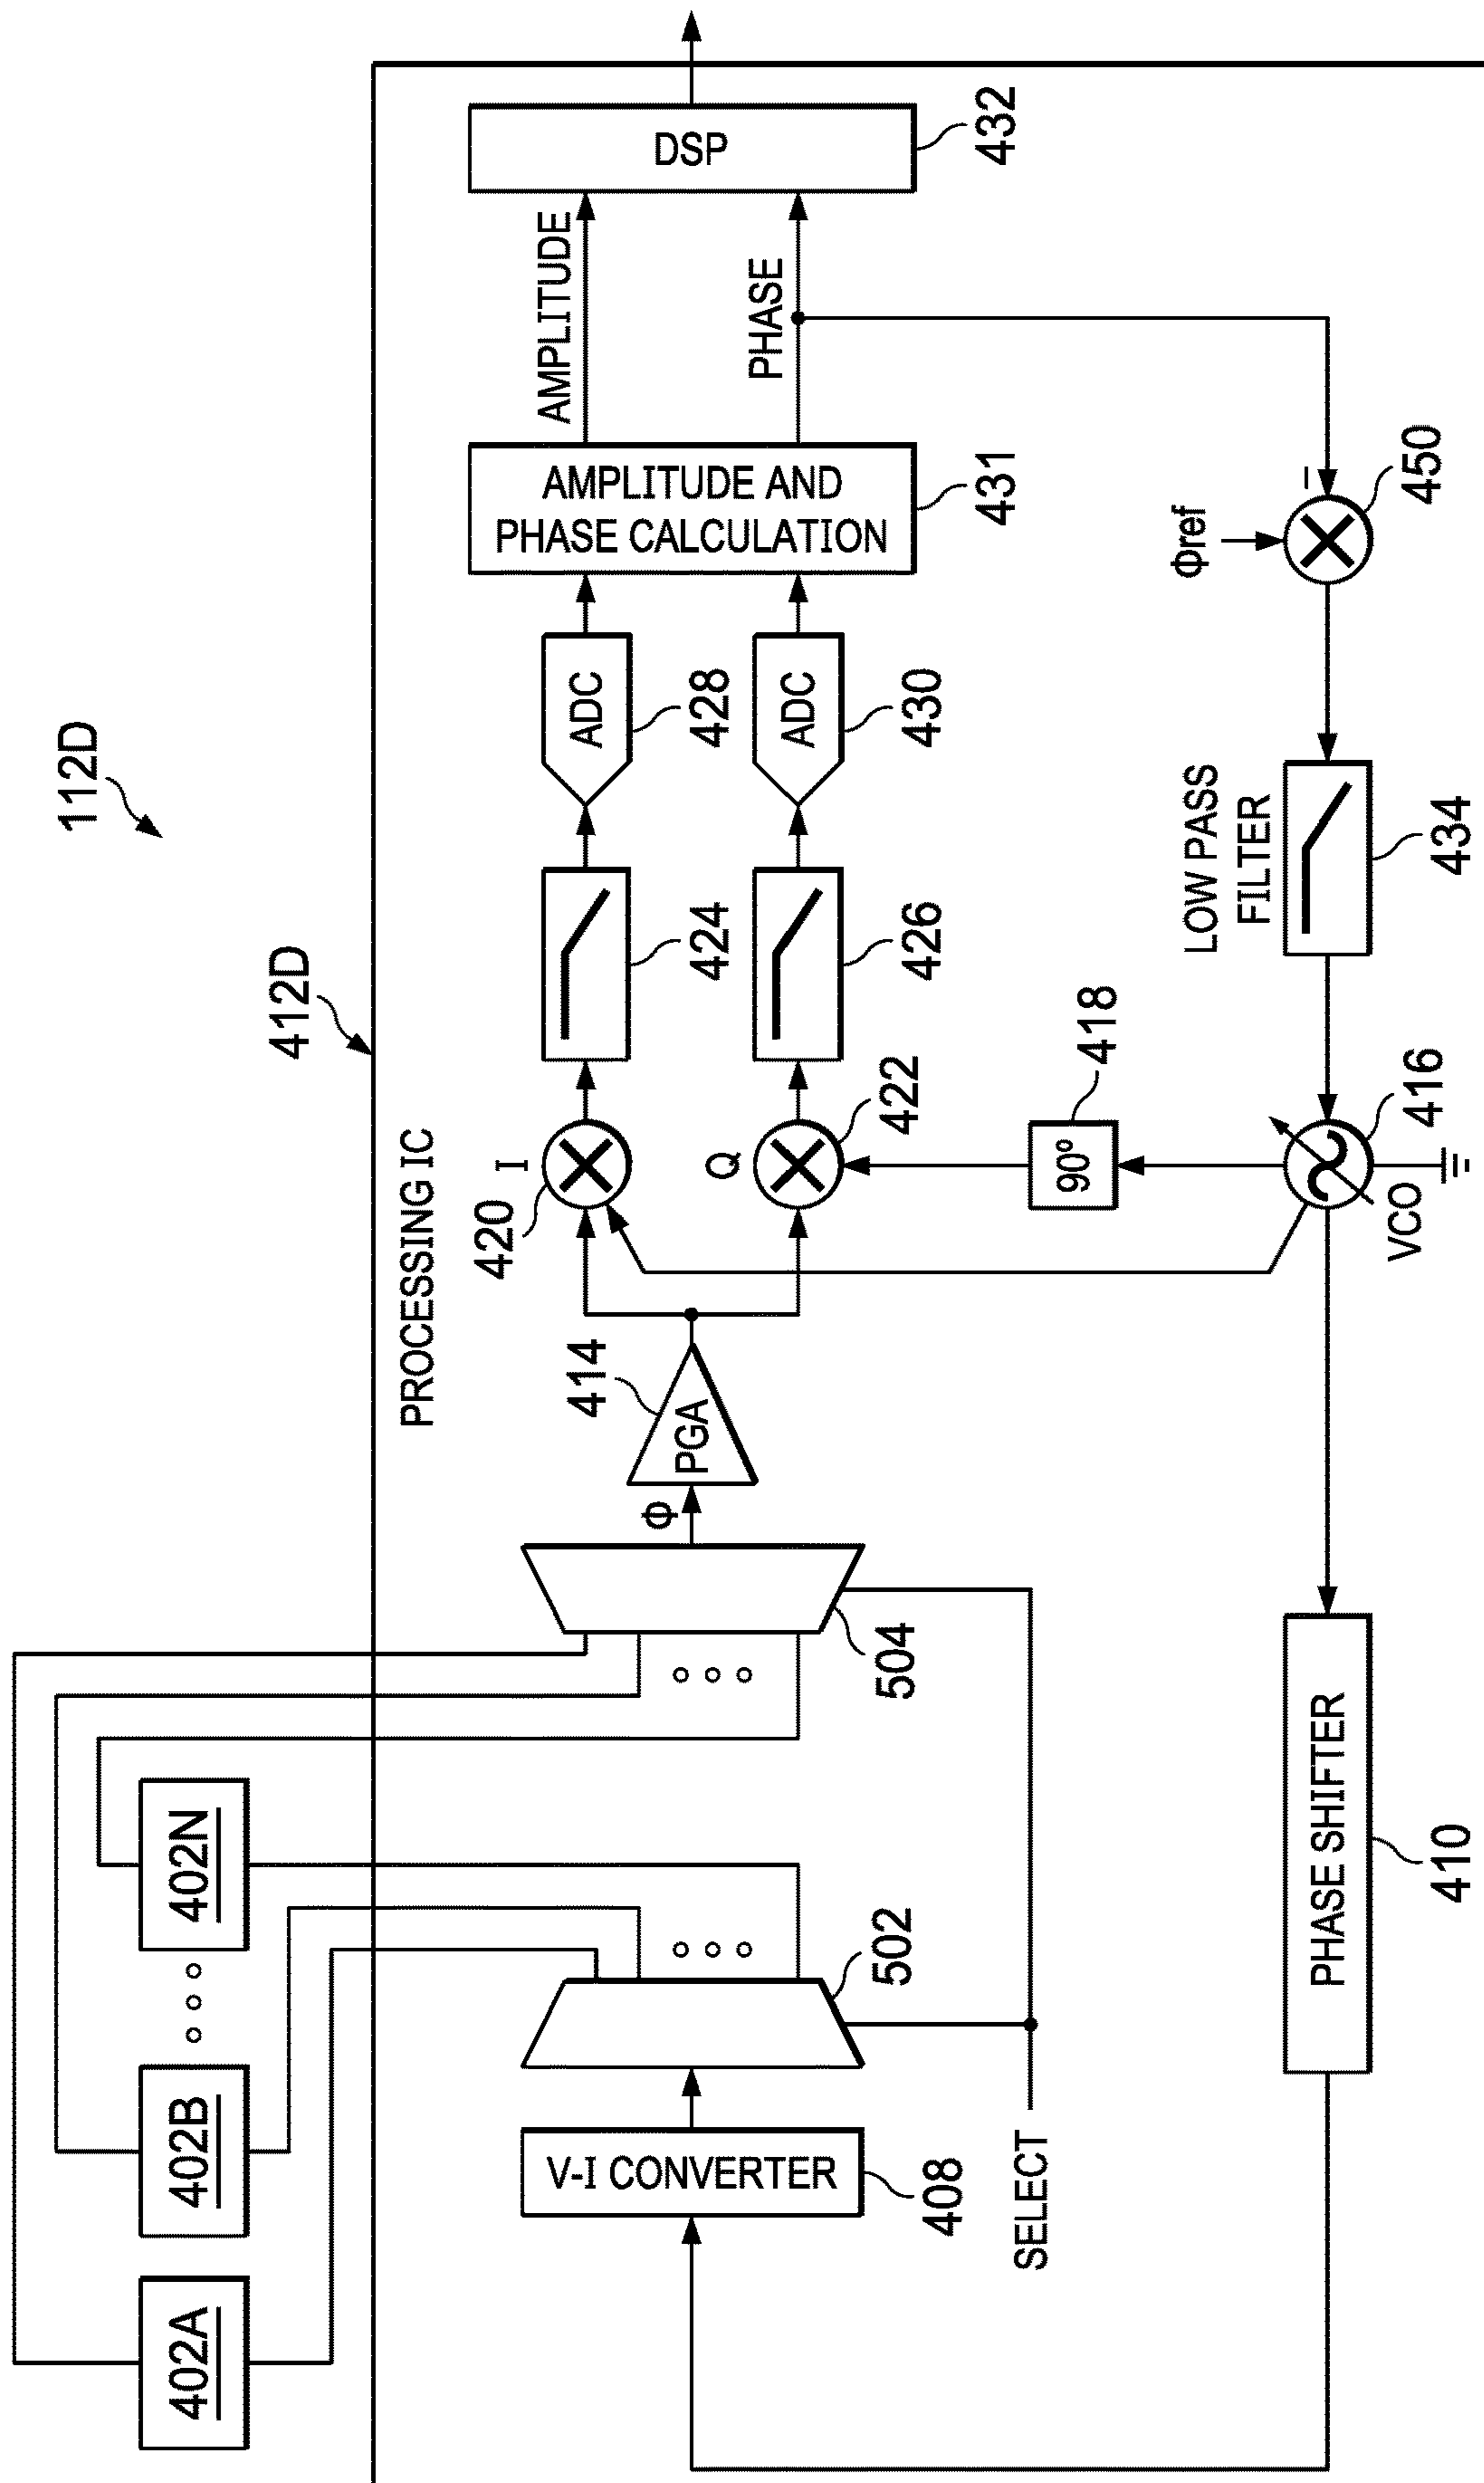 112D
412D
PROCESSING IC
402A
402B
402N
V-I CONVERTER
408
502
504
SELECT
Φ
PGA
414
420
I
Q
422
424
426
ADC
428
ADC
430
AMPLITUDE AND
PHASE CALCULATION
431
AMPLITUDE
PHASE
DSP
432
90º
418
VCO
416
LOW PASS
FILTER
434
Φref
–
450
PHASE SHIFTER
410